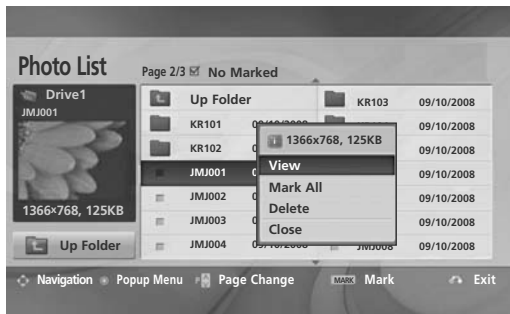 Photo List
Page 2/3 No Marked
Drive1
JMJ001
1366x768, 125KB
Up Folder
Up Folder
KR101
KR102
JMJ001
JMJ002
JMJ003
JMJ004
KR103 09/10/2008
09/10/2008
09/10/2008
09/10/2008
09/10/2008
09/10/2008
JMJ008 09/10/2008
1366x768, 125KB
View
Mark All
Delete
Close
Navigation Popup Menu Page Change MARK Mark Exit